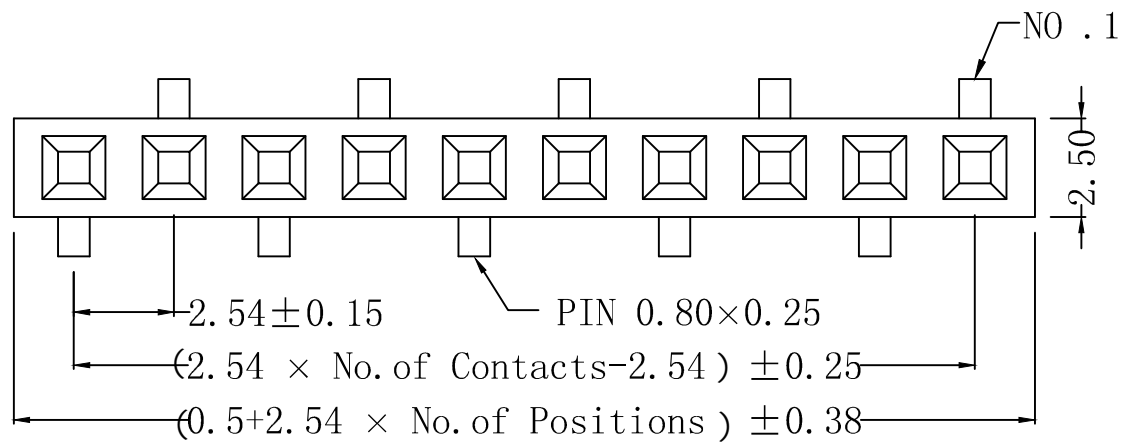 NO .1
2.50
2.54±0.15
PIN 0.80×0.25
(2.54 × No.of Contacts-2.54) ±0.25
(0.5+2.54 × No.of Positions) ±0.38